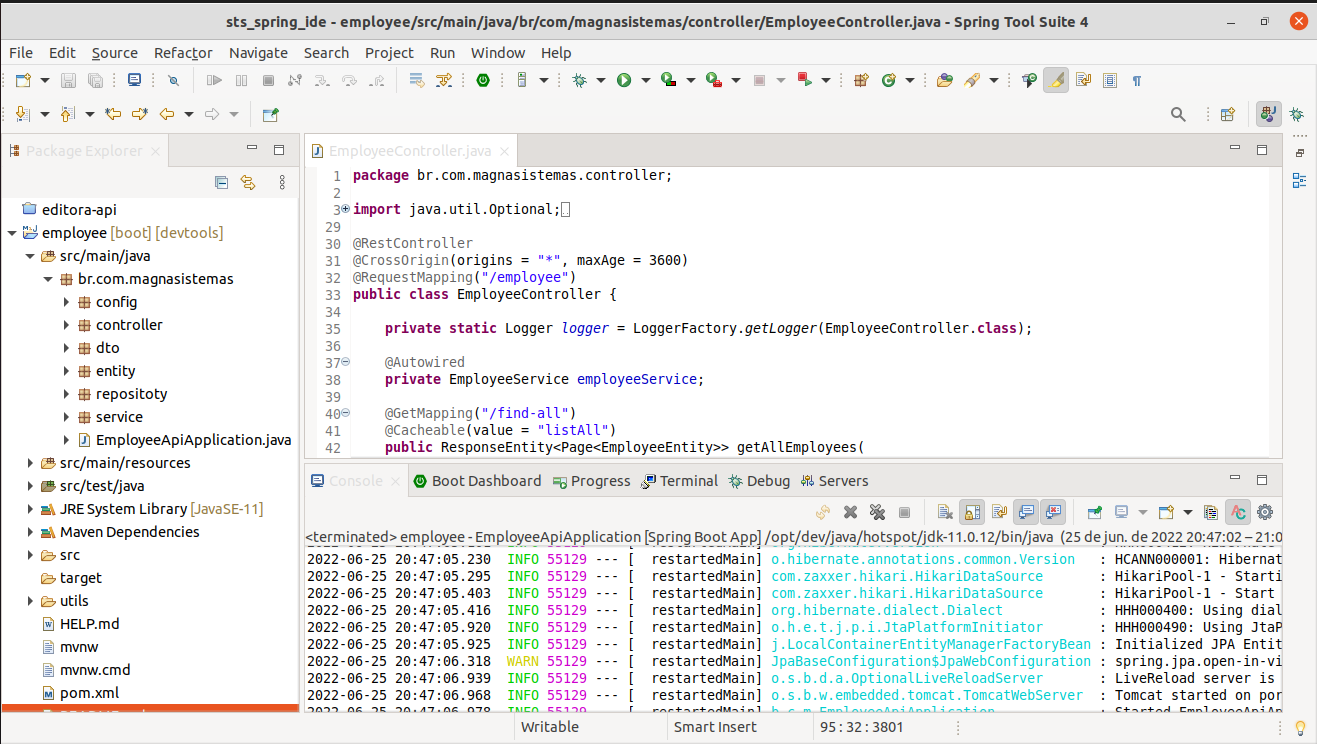 sts_spring_ide - employee/src/main/java/br/com/magnasistemas/controller/EmployeeController.java - Spring Tool Suite 4
File Edit Source Refactor Navigate Search Project Run Window Help
Package Explorer
editora-api
employee [boot] [devtools]
src/main/java
br.com.magnasistemas
config
controller
dto
entity
repositoty
service
EmployeeApiApplication.java
src/main/resources
src/test/java
JRE System Library [JavaSE-11]
Maven Dependencies
src
target
utils
HELP.md
mvnw
mvnw.cmd
pom.xml
EmployeeController.java
1 package br.com.magnasistemas.controller;
2
3 import java.util.Optional;
29
30 @RestController
31 @CrossOrigin(origins = "*", maxAge = 3600)
32 @RequestMapping("/employee")
33 public class EmployeeController {
34
35 private static Logger logger = LoggerFactory.getLogger(EmployeeController.class);
36
37 @Autowired
38 private EmployeeService employeeService;
39
40 @GetMapping("/find-all")
41 @Cacheable(value = "listAll")
42 public ResponseEntity<Page<EmployeeEntity>> getAllEmployees(
Console Boot Dashboard Progress Terminal Debug Servers
<terminated> employee - EmployeeApiApplication [Spring Boot App] /opt/dev/java/hotspot/jdk-11.0.12/bin/java (25 de jun. de 2022 20:47:02 – 21:0
2022-06-25 20:47:05.230 INFO 55129 --- [ restartedMain] o.hibernate.annotations.common.Version : HCANN000001: Hibernat
2022-06-25 20:47:05.295 INFO 55129 --- [ restartedMain] com.zaxxer.hikari.HikariDataSource : HikariPool-1 - Starti
2022-06-25 20:47:05.403 INFO 55129 --- [ restartedMain] com.zaxxer.hikari.HikariDataSource : HikariPool-1 - Start
2022-06-25 20:47:05.416 INFO 55129 --- [ restartedMain] org.hibernate.dialect.Dialect : HHH000400: Using dial
2022-06-25 20:47:05.920 INFO 55129 --- [ restartedMain] o.h.e.t.j.p.i.JtaPlatformInitiator : HHH000490: Using JtaP
2022-06-25 20:47:05.925 INFO 55129 --- [ restartedMain] j.LocalContainerEntityManagerFactoryBean : Initialized JPA Entit
2022-06-25 20:47:06.318 WARN 55129 --- [ restartedMain] JpaBaseConfiguration$JpaWebConfiguration : spring.jpa.open-in-vi
2022-06-25 20:47:06.939 INFO 55129 --- [ restartedMain] o.s.b.d.a.OptionalLiveReloadServer : LiveReload server is
2022-06-25 20:47:06.968 INFO 55129 --- [ restartedMain] o.s.b.w.embedded.tomcat.TomcatWebServer : Tomcat started on por
2022-06-25 20:47:06.978 INFO 55129 --- [ restartedMain] b.c.m.EmployeeApiApplication : Started EmployeeApiAp
Writable Smart Insert 95 : 32 : 3801